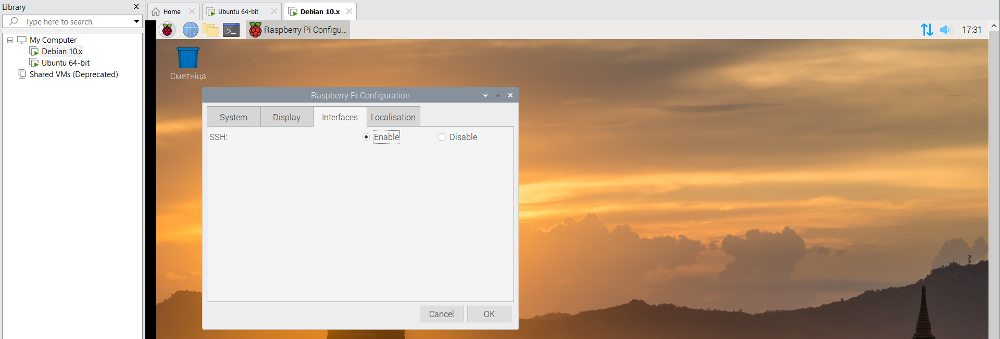 Library
Type here to search
My Computer
Debian 10.x
Ubuntu 64-bit
Shared VMs (Deprecated)
Home
Ubuntu 64-bit
Debian 10.x
Raspberry Pi Configu...
17:31
Сметніца
Raspberry Pi Configuration
System
Display
Interfaces
Localisation
SSH:
Enable
Disable
Cancel
OK